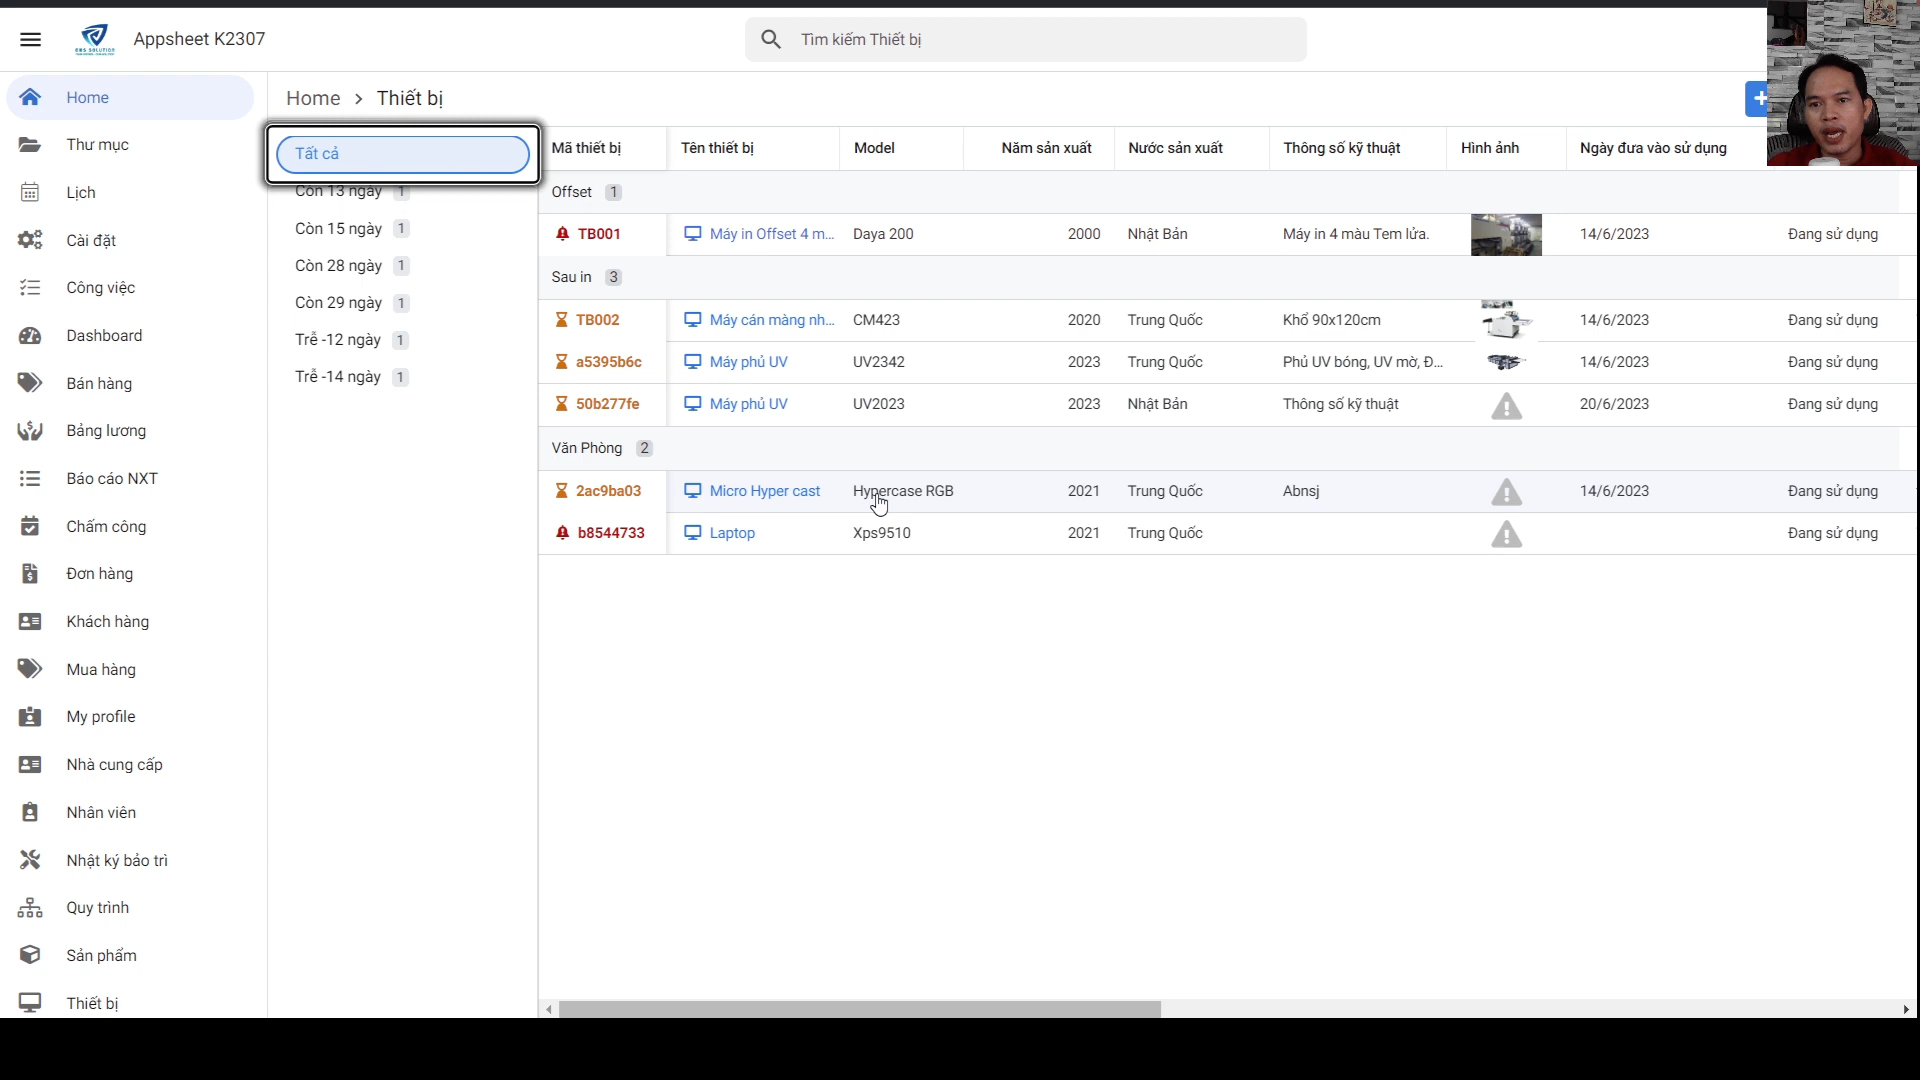 Appsheet K2307
Tìm kiếm Thiết bị
Home
Thư mục
Lịch
Cài đặt
Công việc
Dashboard
Bán hàng
Bảng lương
Báo cáo NXT
Chấm công
Đơn hàng
Khách hàng
Mua hàng
My profile
Nhà cung cấp
Nhân viên
Nhật ký bảo trì
Quy trình
Sản phẩm
Thiết bị
Home > Thiết bị
Tất cả
Còn 13 ngày 1
Còn 15 ngày 1
Còn 28 ngày 1
Còn 29 ngày 1
Trễ -12 ngày 1
Trễ -14 ngày 1
Mã thiết bị Tên thiết bị Model Năm sản xuất Nước sản xuất Thông số kỹ thuật Hình ảnh Ngày đưa vào sử dụng
Offset 1
TB001 Máy in Offset 4 m... Daya 200 2000 Nhật Bản Máy in 4 màu Tem lửa. 14/6/2023 Đang sử dụng
Sau in 3
TB002 Máy cán màng nh... CM423 2020 Trung Quốc Khổ 90x120cm 14/6/2023 Đang sử dụng
a5395b6c Máy phủ UV UV2342 2023 Trung Quốc Phủ UV bóng, UV mờ, Đ... 14/6/2023 Đang sử dụng
50b277fe Máy phủ UV UV2023 2023 Nhật Bản Thông số kỹ thuật 20/6/2023 Đang sử dụng
Văn Phòng 2
2ac9ba03 Micro Hyper cast Hypercase RGB 2021 Trung Quốc Abnsj 14/6/2023 Đang sử dụng
b8544733 Laptop Xps9510 2021 Trung Quốc Đang sử dụng